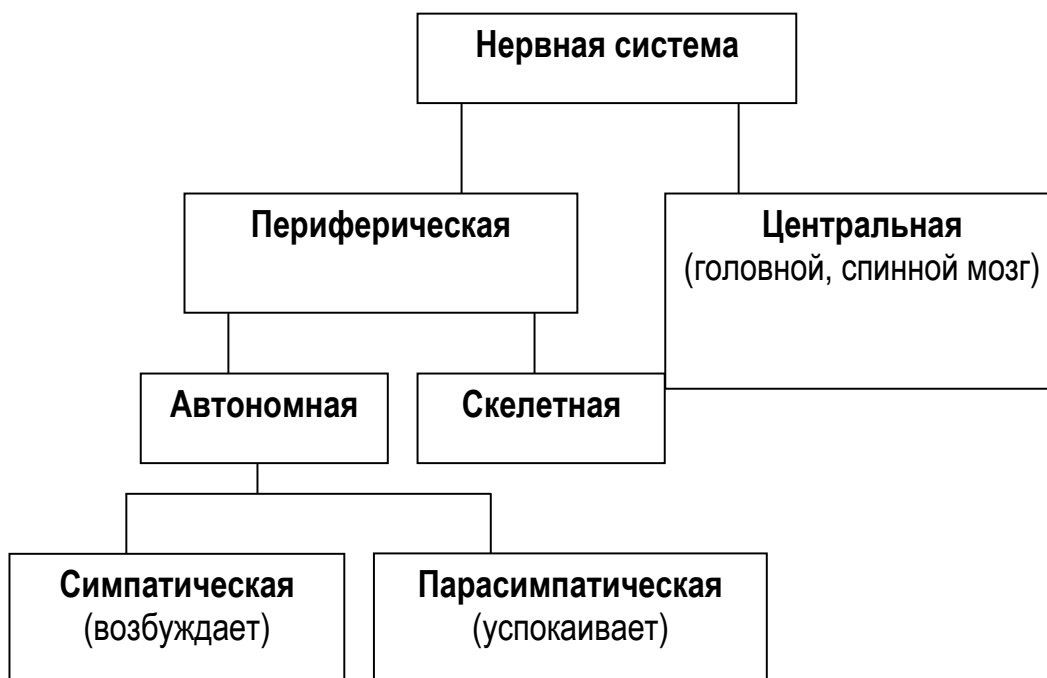 Нервная система
Периферическая
Центральная
(головной, спинной мозг)
Автономная
Скелетная
Симпатическая
(возбуждает)
Парасимпатическая
(успокаивает)